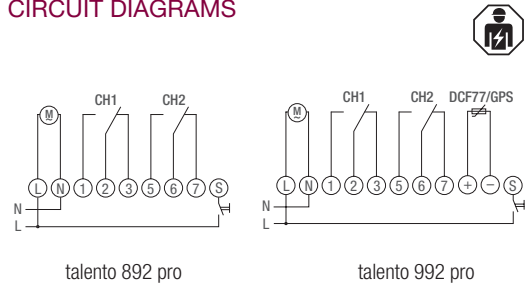 CIRCUIT DIAGRAMS
M
~
CH1
CH2
L N 1 2 3 5 6 7 S
N
L
talento 892 pro
M
~
CH1
CH2
DCF77/GPS
L N 1 2 3 5 6 7 + − S
N
L
talento 992 pro